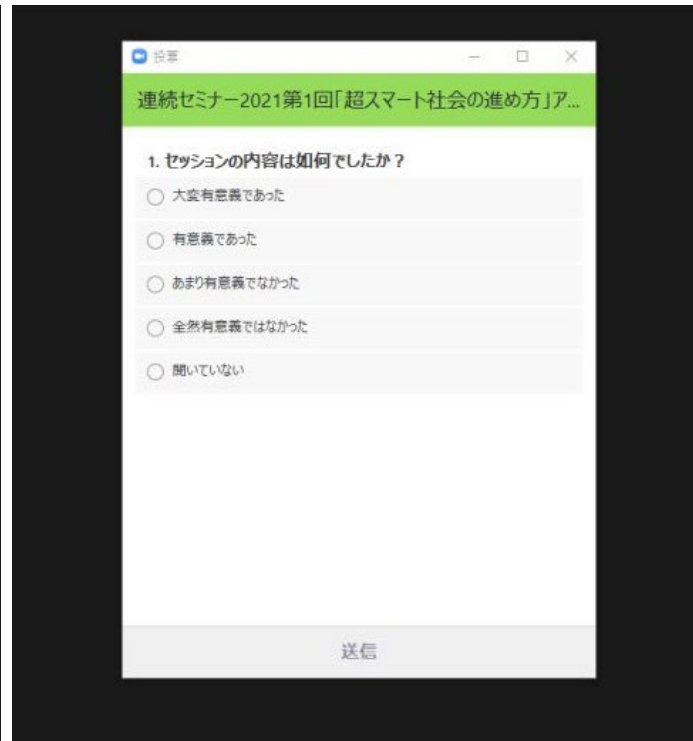 投票
連続セミナー2021第1回「超スマート社会の進め方」ア...
1. セッションの内容は如何でしたか？
大変有意義であった
有意義であった
あまり有意義でなかった
全然有意義ではなかった
聞いていない
送信